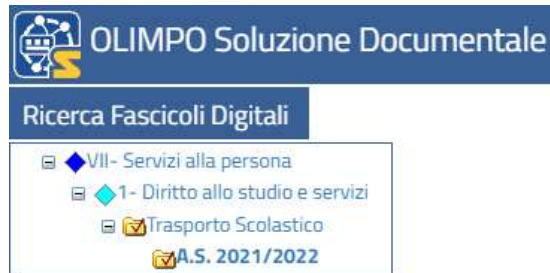 OLIMPO Soluzione Documentale
Ricerca Fascicoli Digitali
VII- Servizi alla persona
1- Diritto allo studio e servizi
Trasporto Scolastico
A.S. 2021/2022